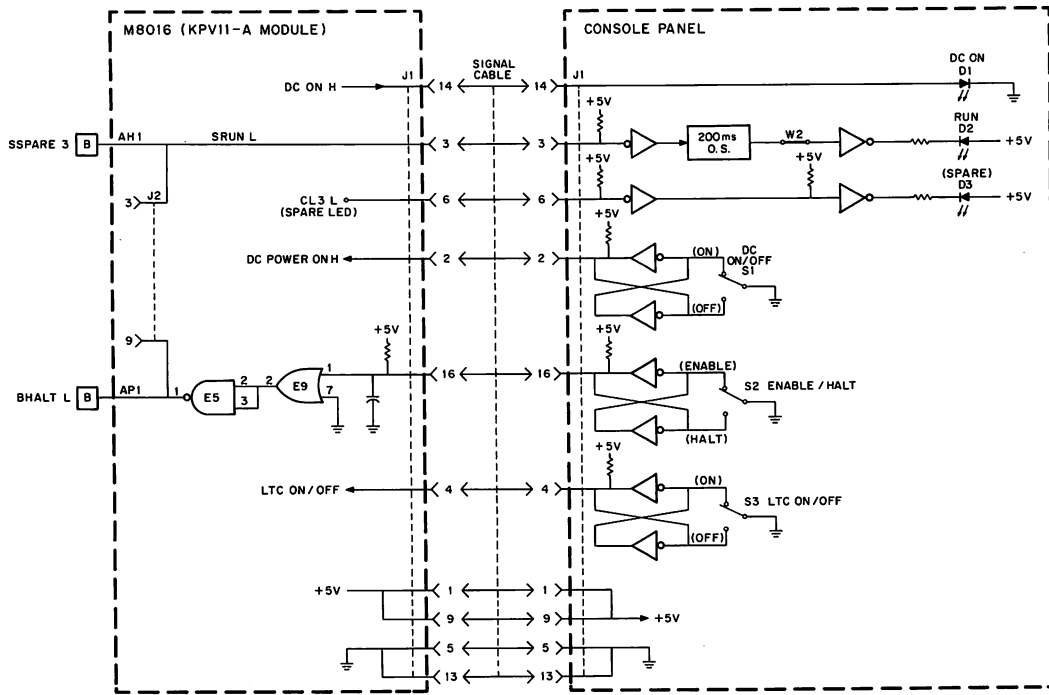 M8016 (KPV11-A MODULE)
CONSOLE PANEL
SIGNAL CABLE
J1
J1
DC ON H
14
14
DC ON
D1
+5V
SSPARE 3
B
AH1
SRUN L
3
3
200ms
O.S.
W2
RUN
D2
+5V
3
J2
+5V
+5V
CL3 L
(SPARE LED)
6
6
(SPARE)
D3
+5V
+5V
DC POWER ON H
2
2
(ON)
DC
ON/OFF
S1
(OFF)
9
+5V
+5V
16
16
(ENABLE)
S2 ENABLE/HALT
(HALT)
BHALT L
B
AP1
1
E5
2
3
2
E9
1
7
+5V
LTC ON/OFF
4
4
(ON)
S3 LTC ON/OFF
(OFF)
+5V
1
1
9
9
+5V
5
5
13
13